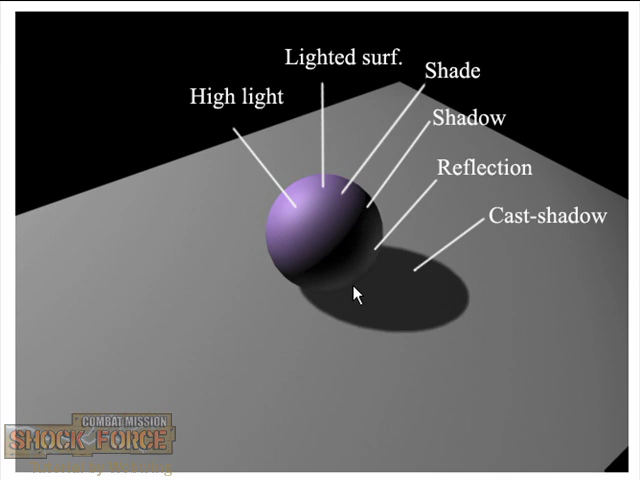 Lighted surf.
Shade
High light
Shadow
Reflection
Cast-shadow
COMBAT MISSION
SHOCK FORCE